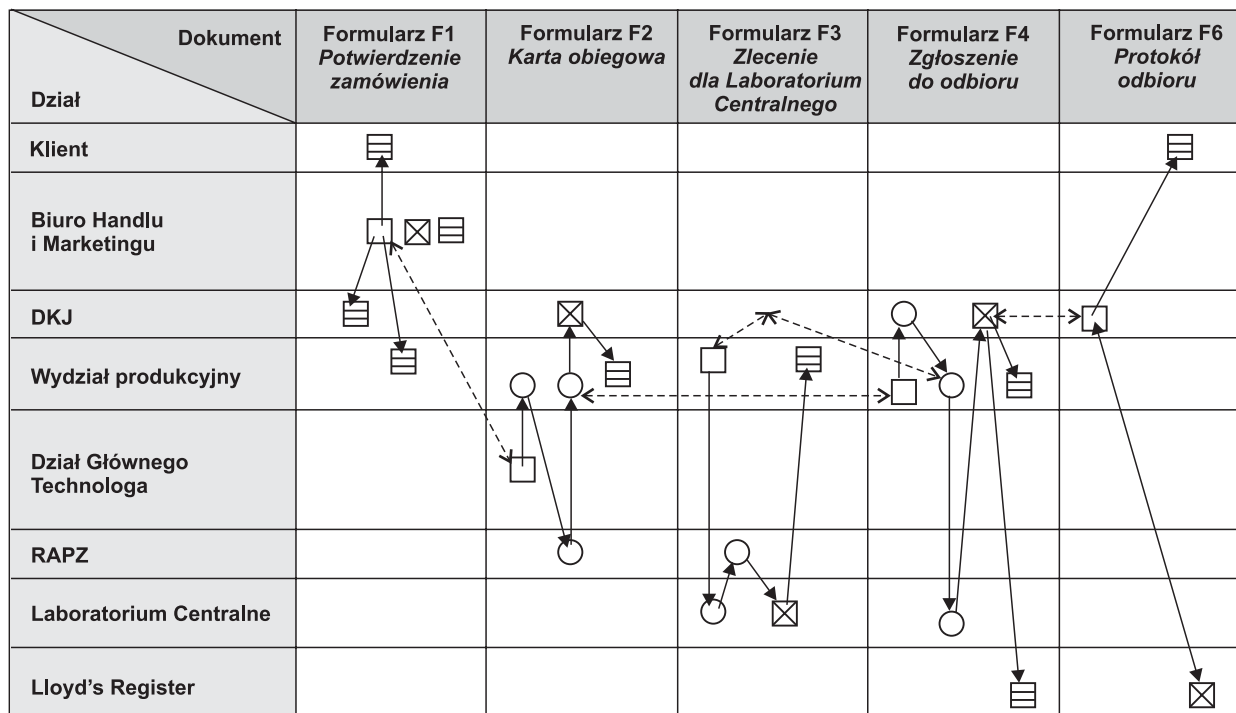 Dokument
Dział
Formularz F1
Potwierdzenie
zamówienia
Formularz F2
Karta obiegowa
Formularz F3
Zlecenie
dla Laboratorium
Centralnego
Formularz F4
Zgłoszenie
do odbioru
Formularz F6
Protokół
odbioru
Klient
Biuro Handlu
i Marketingu
DKJ
Wydział produkcyjny
Dział Głównego
Technologa
RAPZ
Laboratorium Centralne
Lloyd's Register